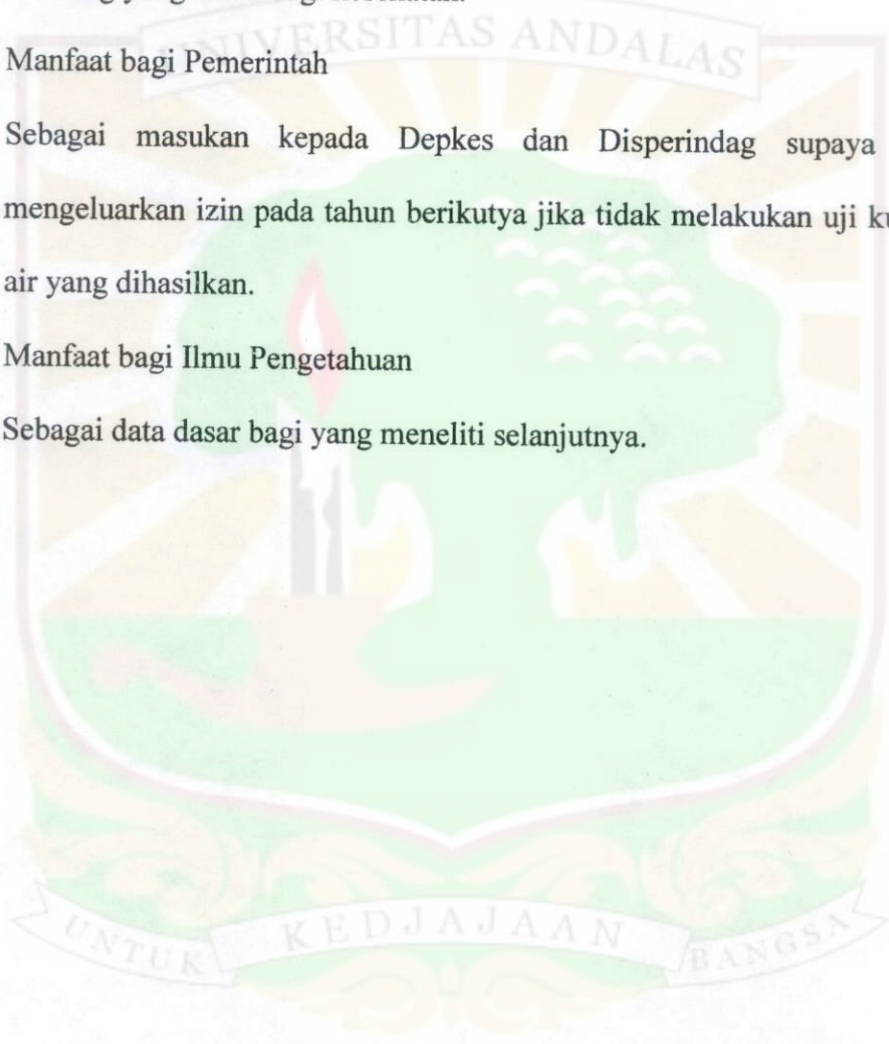 UNIVERSITAS ANDALAS
Manfaat bagi Pemerintah
Sebagai masukan kepada Depkes dan Disperindag supaya
mengeluarkan izin pada tahun berikutya jika tidak melakukan uji
air yang dihasilkan.
Manfaat bagi Ilmu Pengetahuan
Sebagai data dasar bagi yang meneliti selanjutnya.
UNTUK KEDJAJAAN BANGSA